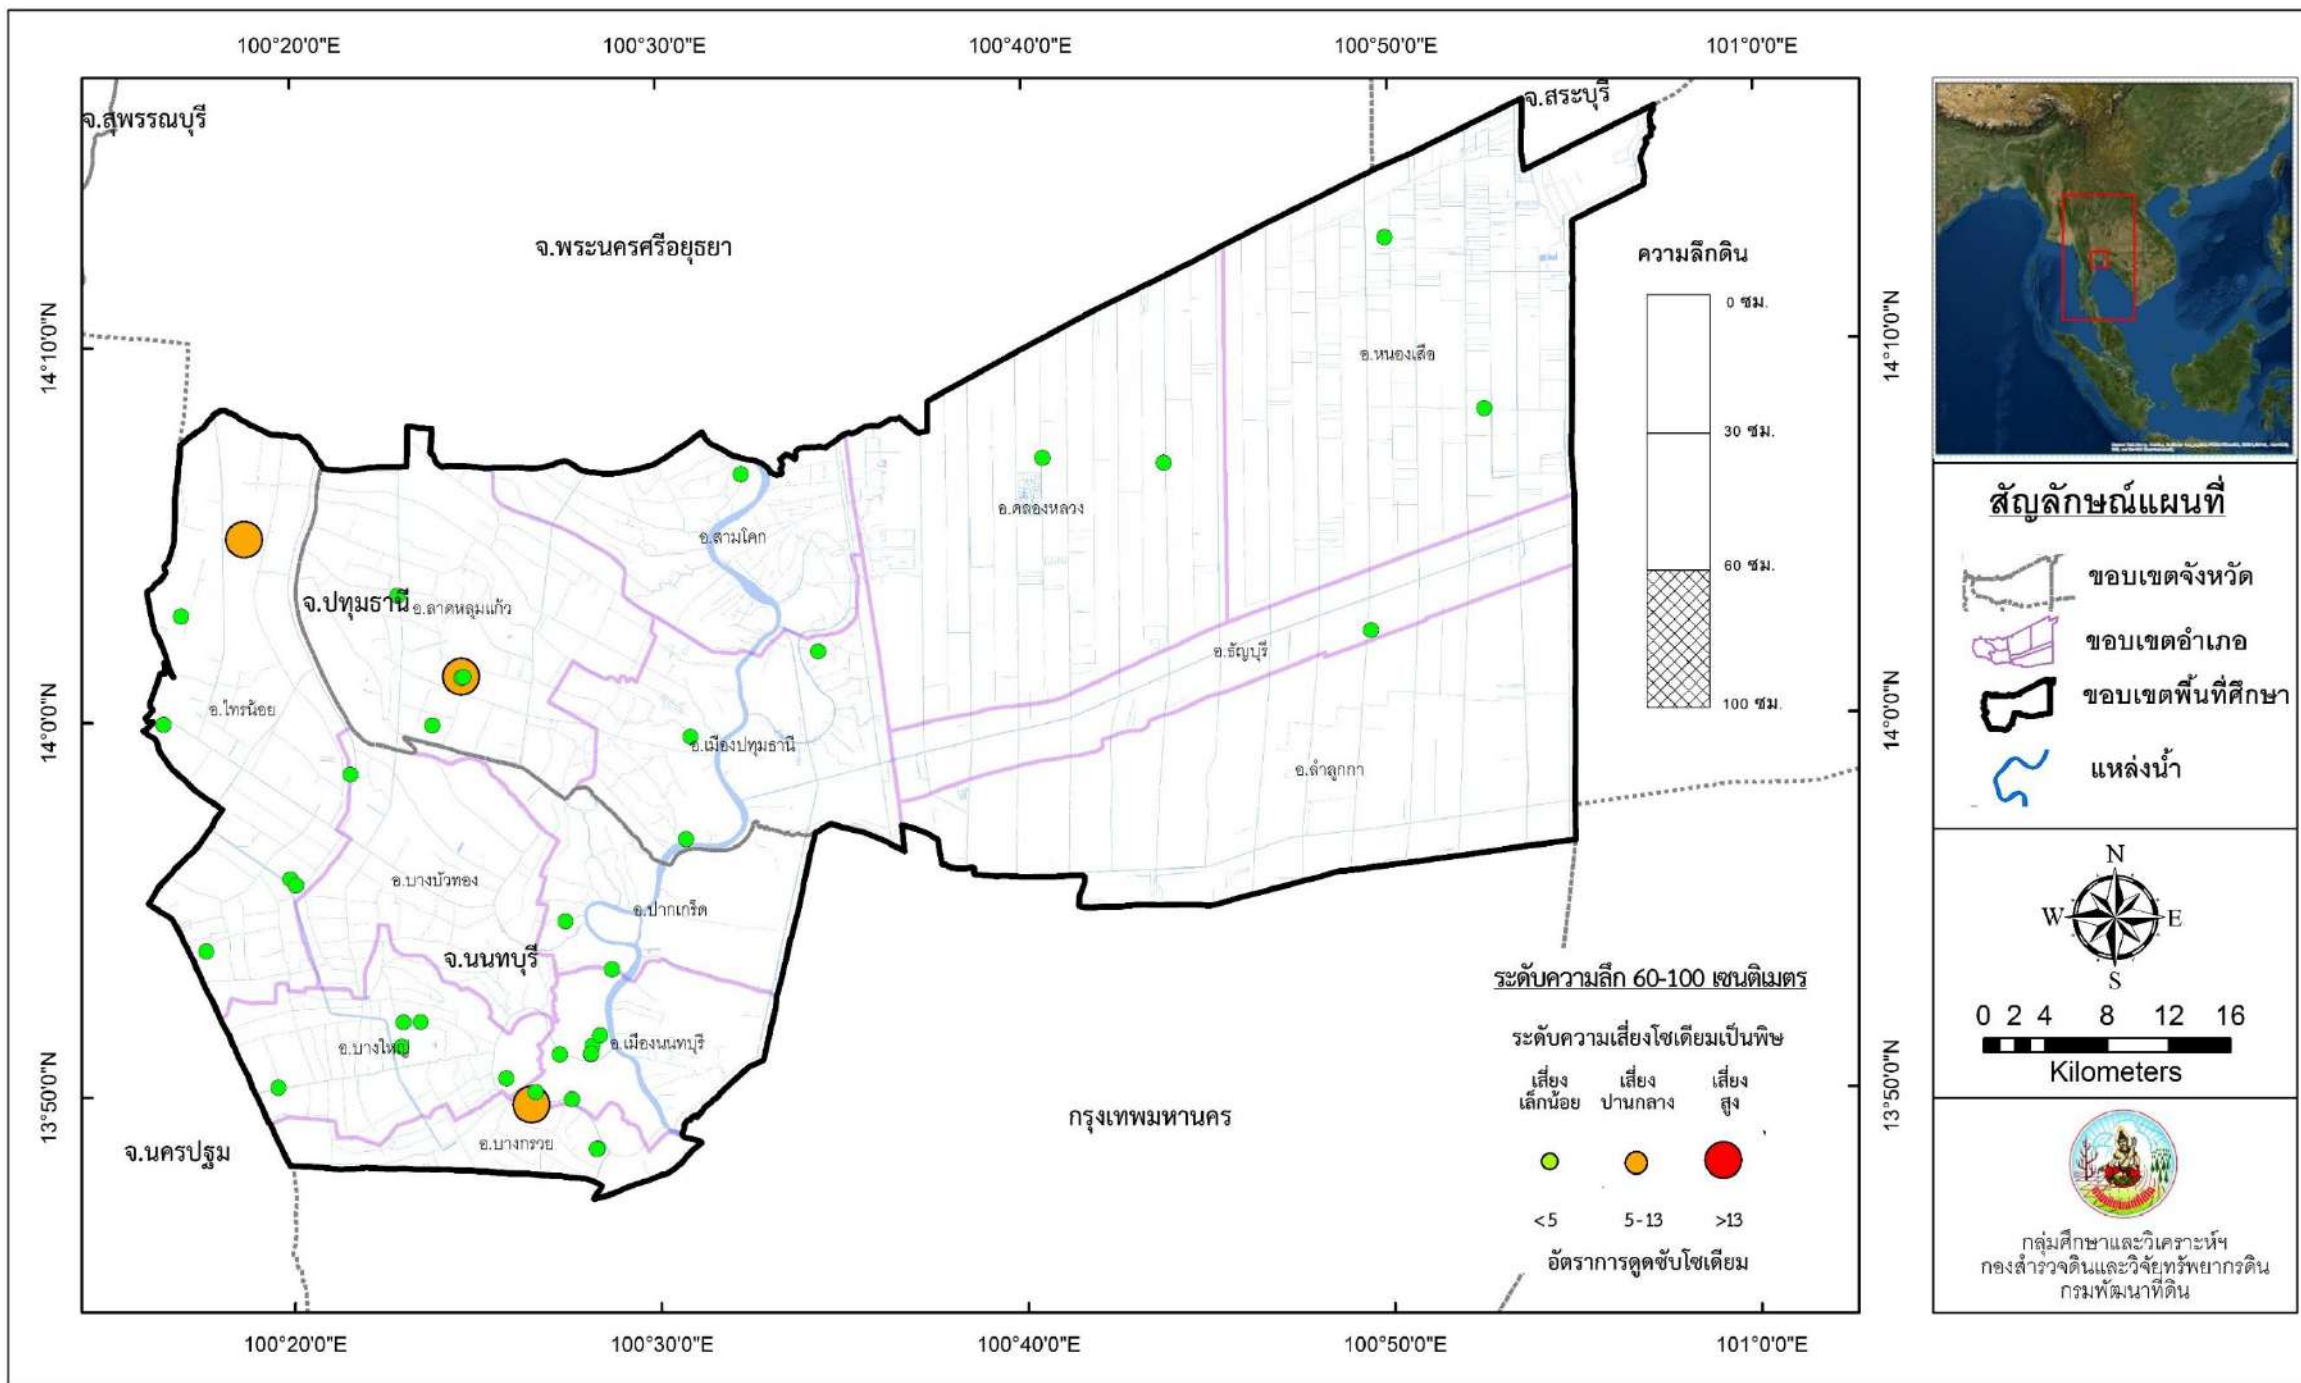 100°20'0"E
100°30'0"E
100°40'0"E
100°50'0"E
101°0'0"E
จ.สุพรรณบุรี
จ.สระบุรี
จ.พระนครศรีอยุธยา
ความลึกดิน
0 ซม.
30 ซม.
60 ซม.
100 ซม.
14°10'0"N
14°0'0"N
13°50'0"N
14°10'0"N
14°0'0"N
13°50'0"N
อ.หนองเสือ
อ.คลองหลวง
อ.สามโคก
จ.ปทุมธานี
อ.ลาดหลุมแก้ว
อ.ธัญบุรี
อ.ไทรน้อย
อ.เมืองปทุมธานี
อ.ลำลูกกา
อ.บางบัวทอง
อ.ปากเกร็ด
จ.นนทบุรี
อ.เมืองนนทบุรี
อ.บางใหญ่
อ.บางกรวย
กรุงเทพมหานคร
จ.นครปฐม
ระดับความลึก 60-100 เซนติเมตร
ระดับความเสี่ยงโซเดียมเป็นพิษ
เสี่ยง เสี่ยง เสี่ยง
เล็กน้อย ปานกลาง สูง
<5 5-13 >13
อัตราการดูดซับโซเดียม
สัญลักษณ์แผนที่
ขอบเขตจังหวัด
ขอบเขตอำเภอ
ขอบเขตพื้นที่ศึกษา
แหล่งน้ำ
N
W E
S
0 2 4 8 12 16
Kilometers
กลุ่มศึกษาและวิเคราะห์ฯ
กองสำรวจดินและวิจัยทรัพยากรดิน
กรมพัฒนาที่ดิน
100°20'0"E
100°30'0"E
100°40'0"E
100°50'0"E
101°0'0"E